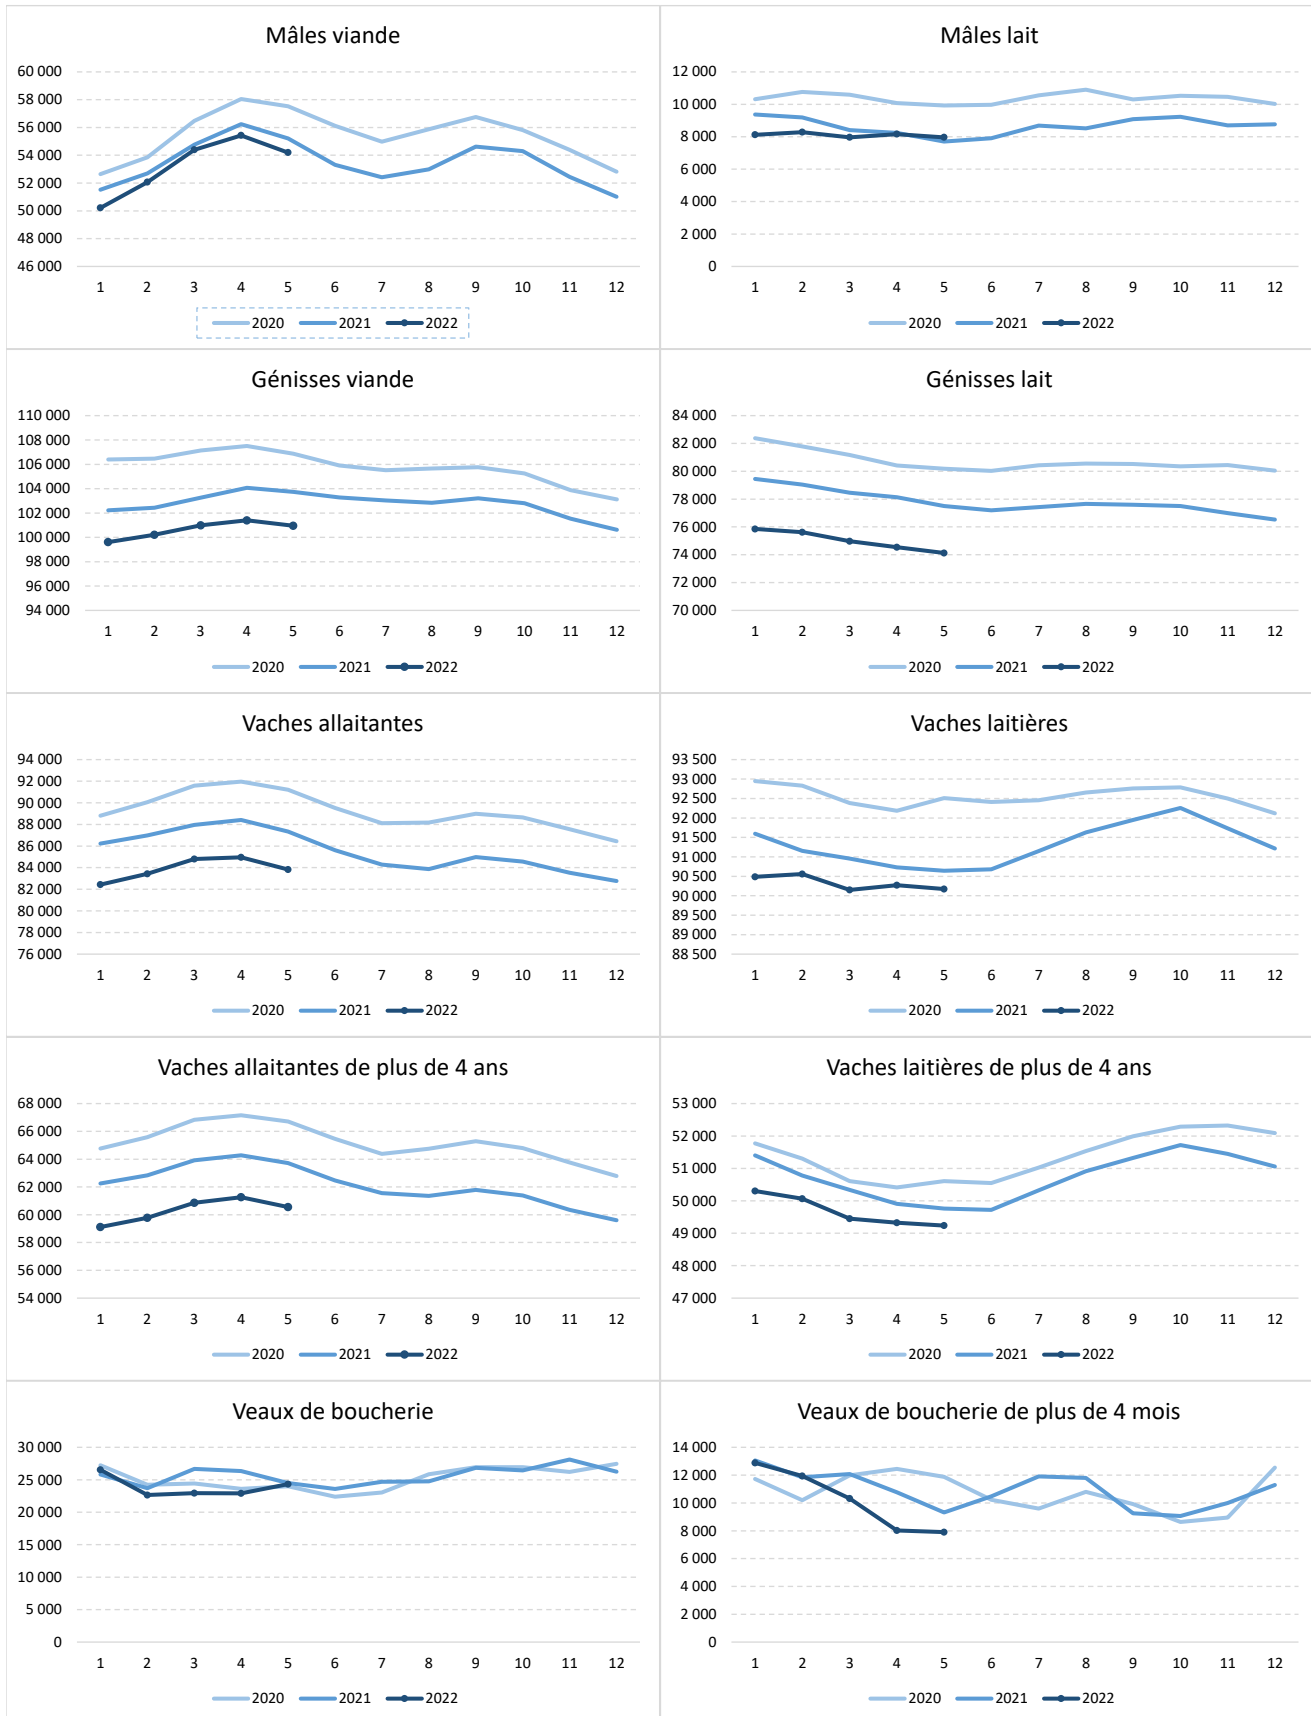 Mâles viande
60 000
58 000
56 000
54 000
52 000
50 000
48 000
46 000
1 2 3 4 5 6 7 8 9 10 11 12
2020 2021 2022
Mâles lait
12 000
10 000
8 000
6 000
4 000
2 000
0
1 2 3 4 5 6 7 8 9 10 11 12
2020 2021 2022
Génisses viande
110 000
108 000
106 000
104 000
102 000
100 000
98 000
96 000
94 000
1 2 3 4 5 6 7 8 9 10 11 12
2020 2021 2022
Génisses lait
84 000
82 000
80 000
78 000
76 000
74 000
72 000
70 000
1 2 3 4 5 6 7 8 9 10 11 12
2020 2021 2022
Vaches allaitantes
94 000
92 000
90 000
88 000
86 000
84 000
82 000
80 000
78 000
76 000
1 2 3 4 5 6 7 8 9 10 11 12
2020 2021 2022
Vaches laitières
93 500
93 000
92 500
92 000
91 500
91 000
90 500
90 000
89 500
89 000
88 500
1 2 3 4 5 6 7 8 9 10 11 12
2020 2021 2022
Vaches allaitantes de plus de 4 ans
68 000
66 000
64 000
62 000
60 000
58 000
56 000
54 000
1 2 3 4 5 6 7 8 9 10 11 12
2020 2021 2022
Vaches laitières de plus de 4 ans
53 000
52 000
51 000
50 000
49 000
48 000
47 000
1 2 3 4 5 6 7 8 9 10 11 12
2020 2021 2022
Veaux de boucherie
30 000
25 000
20 000
15 000
10 000
5 000
0
1 2 3 4 5 6 7 8 9 10 11 12
2020 2021 2022
Veaux de boucherie de plus de 4 mois
14 000
12 000
10 000
8 000
6 000
4 000
2 000
0
1 2 3 4 5 6 7 8 9 10 11 12
2020 2021 2022